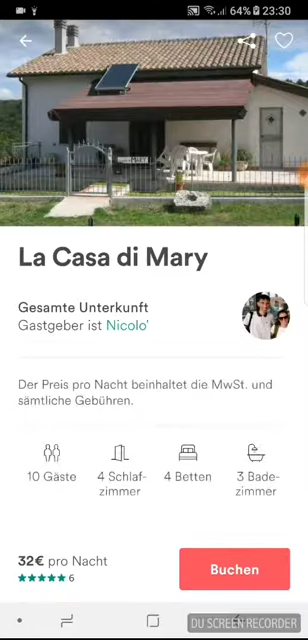 64% 23:30
MARY
La Casa di Mary
Gesamte Unterkunft
Gastgeber ist Nicolo'
Der Preis pro Nacht beinhaltet die MwSt. und
sämtliche Gebühren.
10 Gäste 4 Schlaf- 4 Betten 3 Bade-
zimmer zimmer
32€ pro Nacht
6
Buchen
DU SCREEN RECORDER